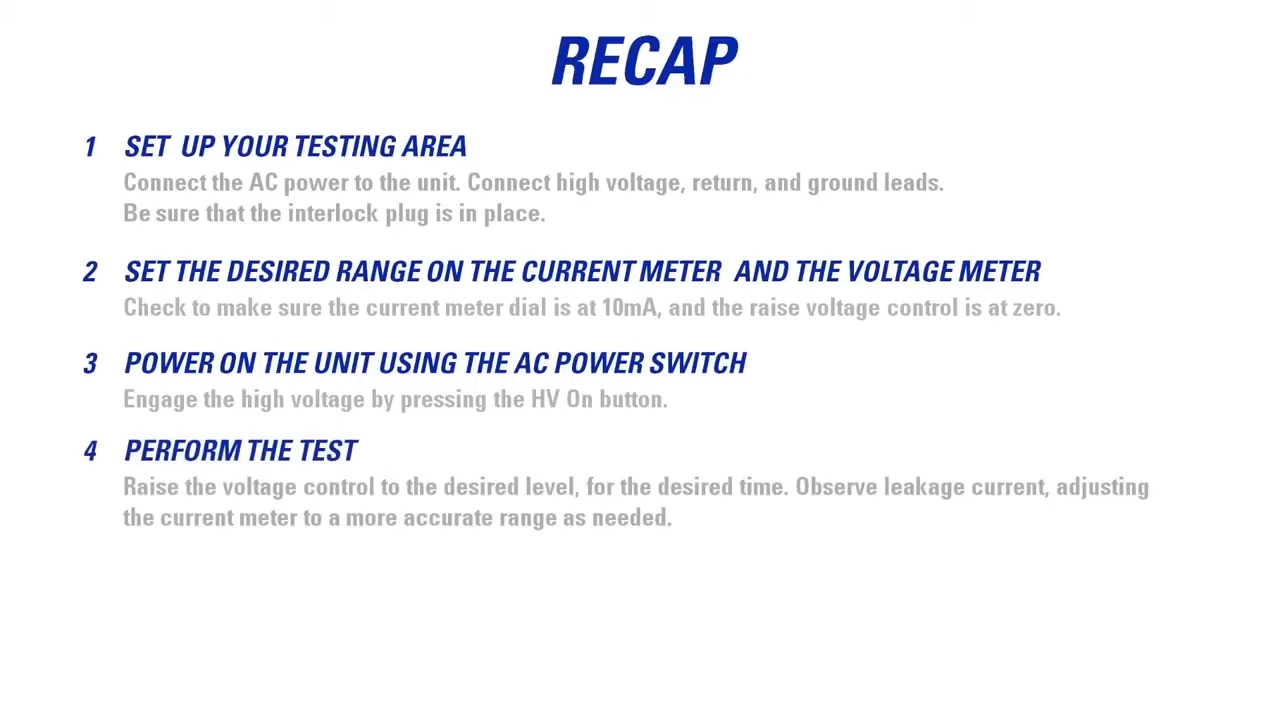 RECAP
1 SET UP YOUR TESTING AREA
Connect the AC power to the unit. Connect high voltage, return, and ground leads.
Be sure that the interlock plug is in place.
2 SET THE DESIRED RANGE ON THE CURRENT METER AND THE VOLTAGE METER
Check to make sure the current meter dial is at 10mA, and the raise voltage control is at zero.
3 POWER ON THE UNIT USING THE AC POWER SWITCH
Engage the high voltage by pressing the HV On button.
4 PERFORM THE TEST
Raise the voltage control to the desired level, for the desired time. Observe leakage current, adjusting
the current meter to a more accurate range as needed.